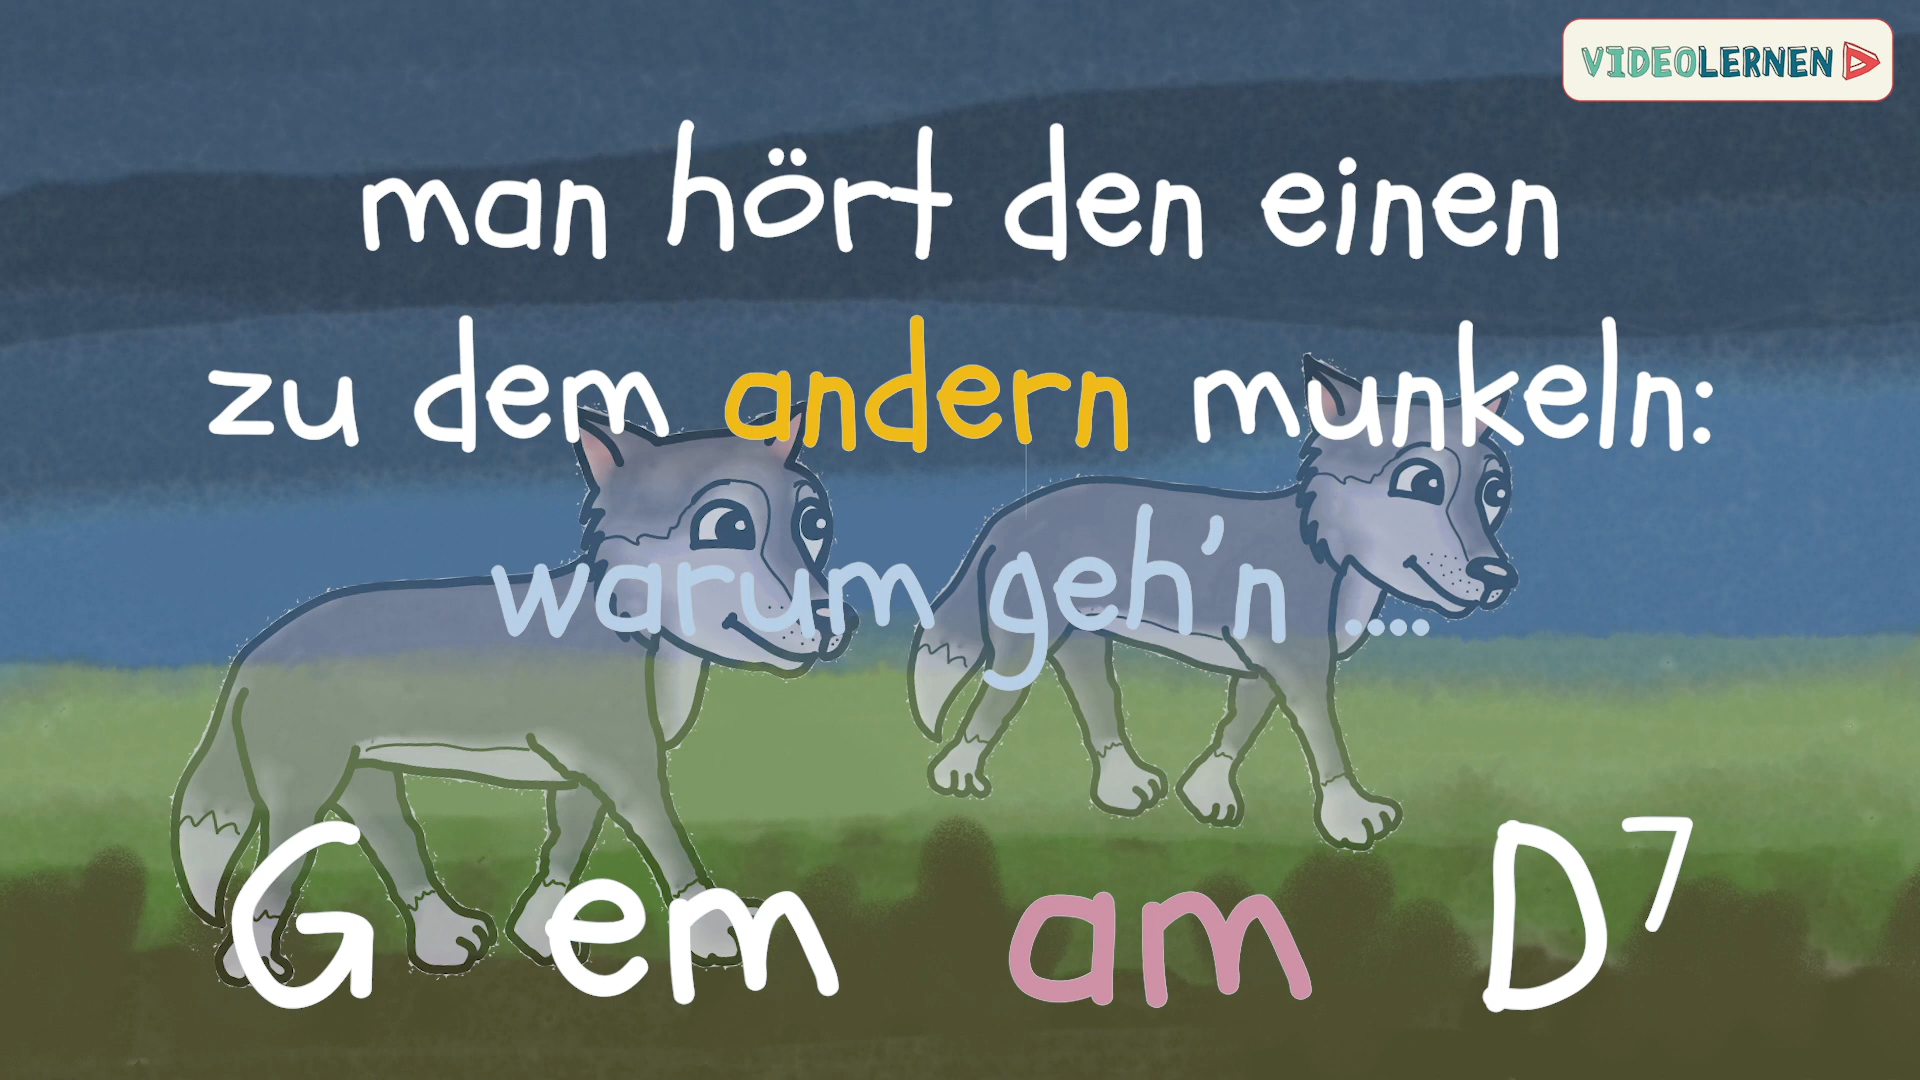 VIDEOLERNEN
man hört den einen
zu dem andern munkeln:
warum geh'n ....
G em am D⁷